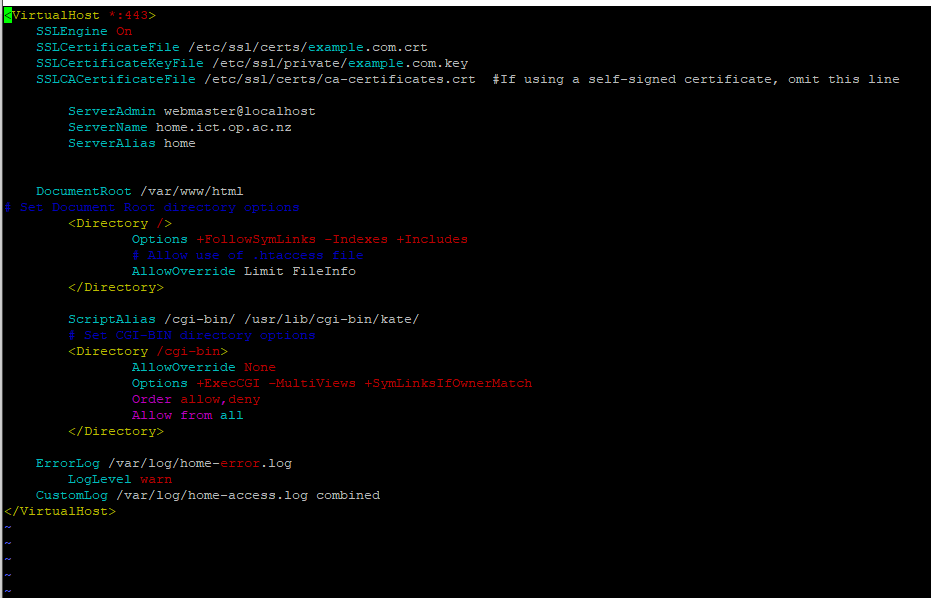 <VirtualHost *:443>
    SSLEngine On
    SSLCertificateFile /etc/ssl/certs/example.com.crt
    SSLCertificateKeyFile /etc/ssl/private/example.com.key
    SSLCACertificateFile /etc/ssl/certs/ca-certificates.crt  #If using a self-signed certificate, omit this line
        ServerAdmin webmaster@localhost
        ServerName home.ict.op.ac.nz
        ServerAlias home
    DocumentRoot /var/www/html
# Set Document Root directory options
        <Directory />
                Options +FollowSymLinks -Indexes +Includes
                # Allow use of .htaccess file
                AllowOverride Limit FileInfo
        </Directory>
        ScriptAlias /cgi-bin/ /usr/lib/cgi-bin/kate/
        # Set CGI-BIN directory options
        <Directory /cgi-bin>
                AllowOverride None
                Options +ExecCGI -MultiViews +SymLinksIfOwnerMatch
                Order allow,deny
                Allow from all
        </Directory>
    ErrorLog /var/log/home-error.log
        LogLevel warn
    CustomLog /var/log/home-access.log combined
</VirtualHost>
~
~
~
~
~